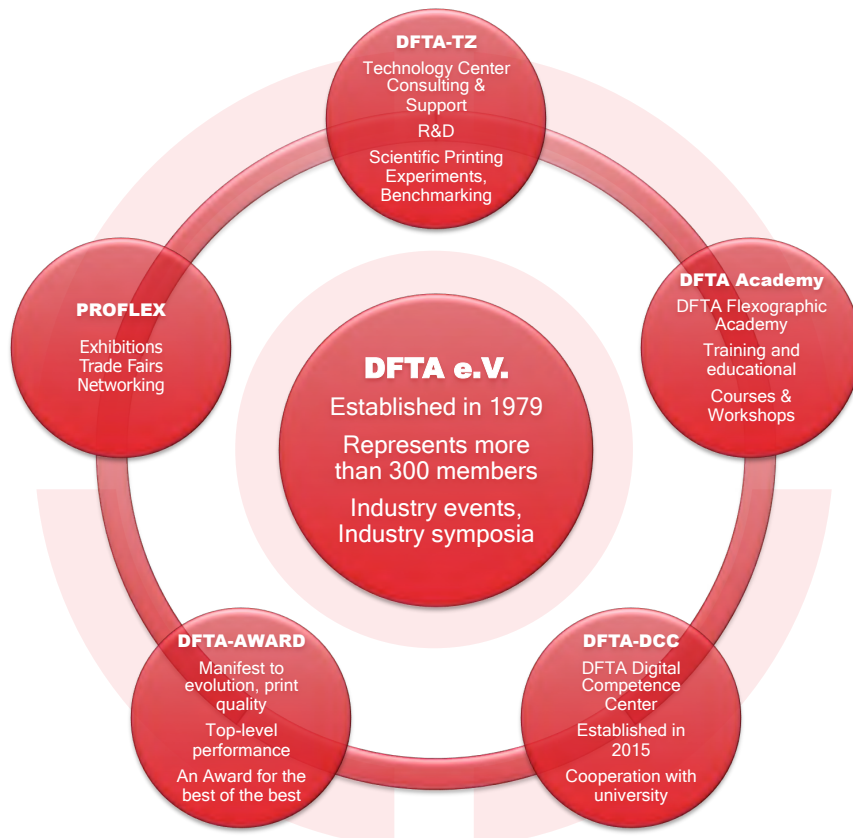 DFTA-TZ
Technology Center
Consulting &
Support
R&D
Scientific Printing
Experiments,
Benchmarking
DFTA Academy
DFTA Flexographic
Academy
Training and
educational
Courses &
Workshops
PROFLEX
Exhibitions
Trade Fairs
Networking
DFTA e.V.
Established in 1979
Represents more
than 300 members
Industry events,
Industry symposia
DFTA-AWARD
Manifest to
evolution, print
quality
Top-level
performance
An Award for the
best of the best
DFTA-DCC
DFTA Digital
Competence
Center
Established in
2015
Cooperation with
university